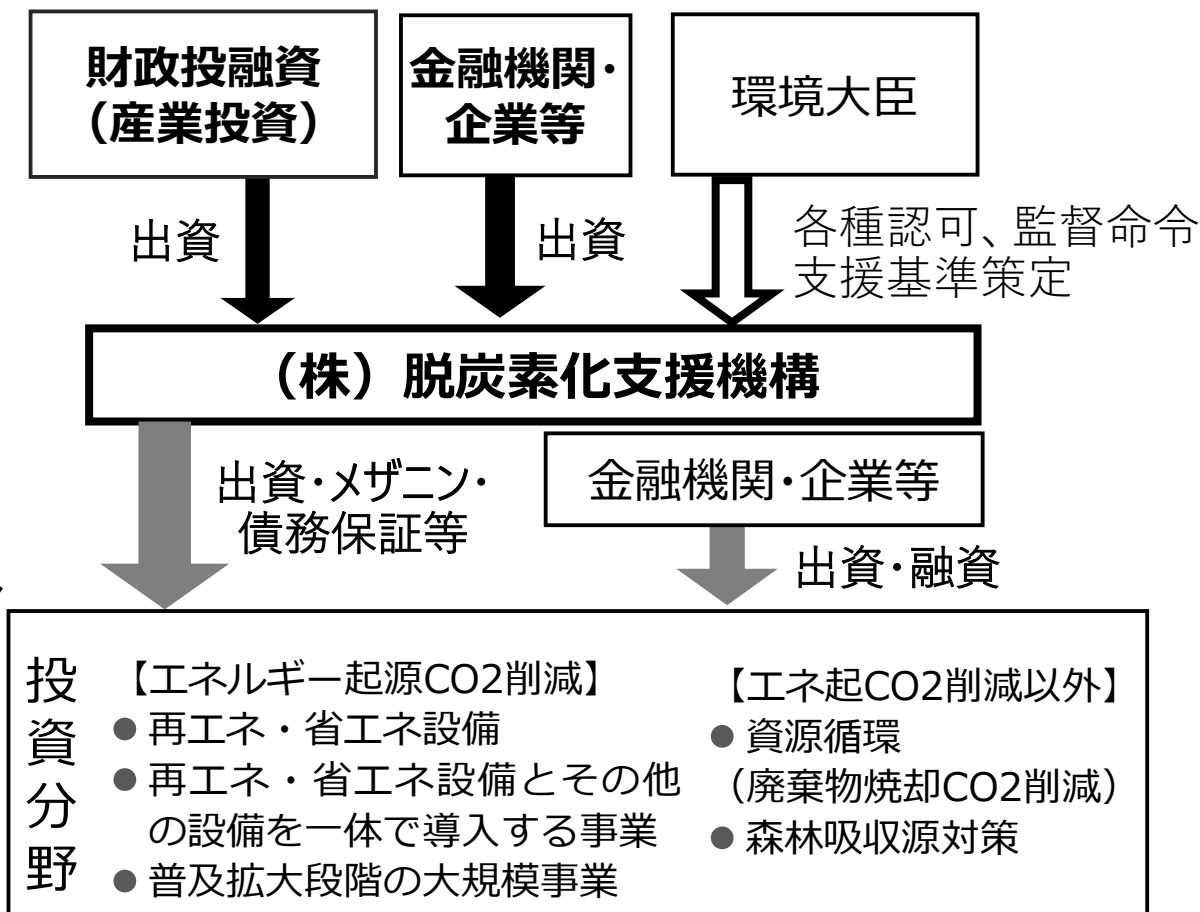 財政投融資
（産業投資）
金融機関・
企業等
環境大臣
出資
出資
各種認可、監督命令
支援基準策定
（株）脱炭素化支援機構
出資・メザニン・
債務保証等
金融機関・企業等
出資・融資
投資分野
【エネルギー起源CO2削減】
●再エネ・省エネ設備
●再エネ・省エネ設備とその他
の設備を一体で導入する事業
●普及拡大段階の大規模事業
【エネ起CO2削減以外】
●資源循環
（廃棄物焼却CO2削減）
●森林吸収源対策